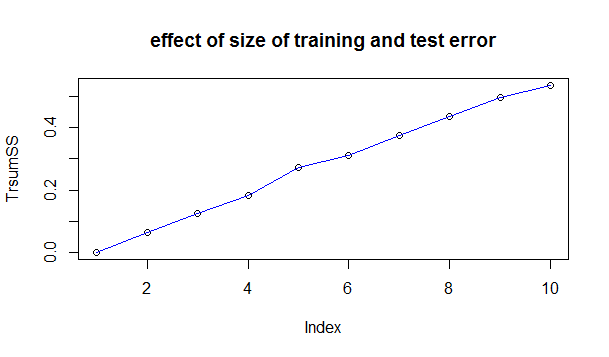 effect of size of training and test error
TrsumSS
0.4
0.2
0.0
2 4 6 8 10
Index